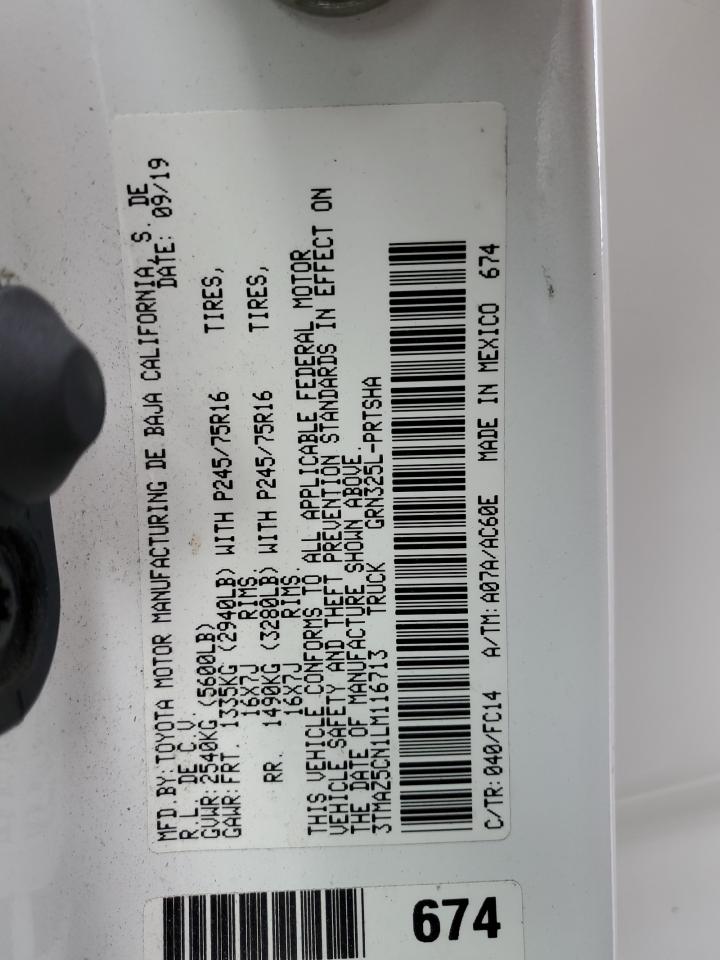 MFD.BY:TOYOTA MOTOR MANUFACTURING DE BAJA CALIFORNIA, S. DE
R.L. DE C.V. DATE: 09/19
GVWR:2540KG (5600LB)
GAWR:FRT. 1335KG (2940LB) WITH P245/75R16 TIRES,
16X7J RIMS.
RR. 1490KG (3280LB) WITH P245/75R16 TIRES,
16X7J RIMS.
THIS VEHICLE CONFORMS TO ALL APPLICABLE FEDERAL MOTOR
VEHICLE SAFETY AND THEFT PREVENTION STANDARDS IN EFFECT ON
THE DATE OF MANUFACTURE SHOWN ABOVE.
3TMAZ5CN1LM116713 TRUCK GRN325L-PRTSHA
C/TR:040/FC14 A/TM:A07A/AC60E MADE IN MEXICO 674
674